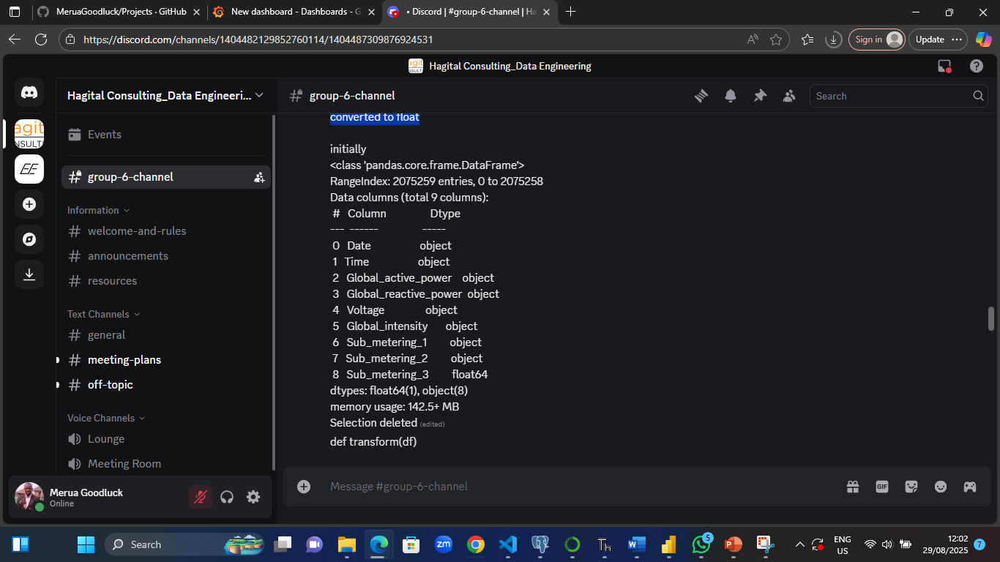 MeruaGoodluck/Projects · GitHub
New dashboard - Dashboards - G
• Discord | #group-6-channel | Ha
https://discord.com/channels/1404482129852760114/1404487309876924531
Sign in
Update
Hagital Consulting_Data Engineering
agit
NSULT
Hagital Consulting_Data Engineeri...
group-6-channel
Search
Events
group-6-channel
Information
welcome-and-rules
announcements
resources
Text Channels
general
meeting-plans
off-topic
Voice Channels
Lounge
Meeting Room
Merua Goodluck
Online
converted to float
initially
<class 'pandas.core.frame.DataFrame'>
RangeIndex: 2075259 entries, 0 to 2075258
Data columns (total 9 columns):
# Column Dtype
--- ------ -----
0 Date object
1 Time object
2 Global_active_power object
3 Global_reactive_power object
4 Voltage object
5 Global_intensity object
6 Sub_metering_1 object
7 Sub_metering_2 object
8 Sub_metering_3 float64
dtypes: float64(1), object(8)
memory usage: 142.5+ MB
Selection deleted (edited)
def transform(df)
Message #group-6-channel
GIF
Search
zm
5
ENG
US
12:02
29/08/2025
7